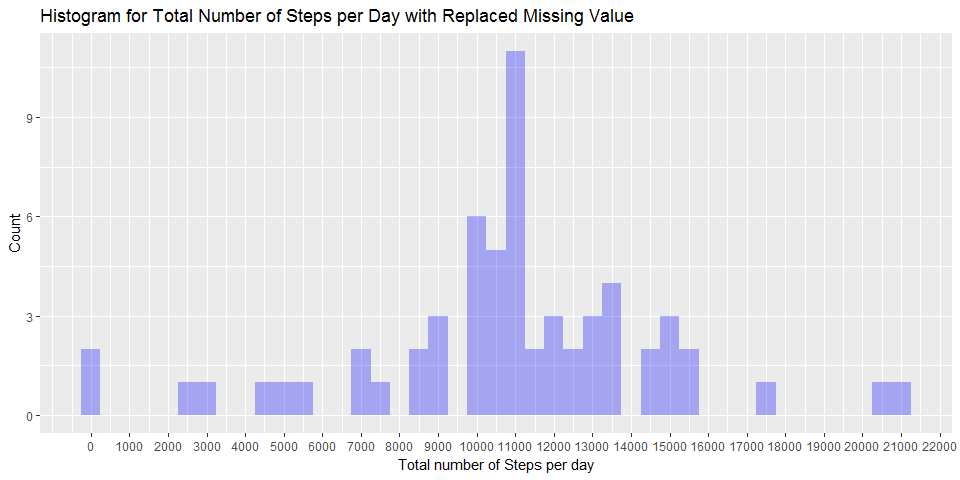 Histogram for Total Number of Steps per Day with Replaced Missing Value
9
6
3
0
Count
0 1000 2000 3000 4000 5000 6000 7000 8000 9000 10000 11000 12000 13000 14000 15000 16000 17000 18000 19000 20000 21000 22000
Total number of Steps per day